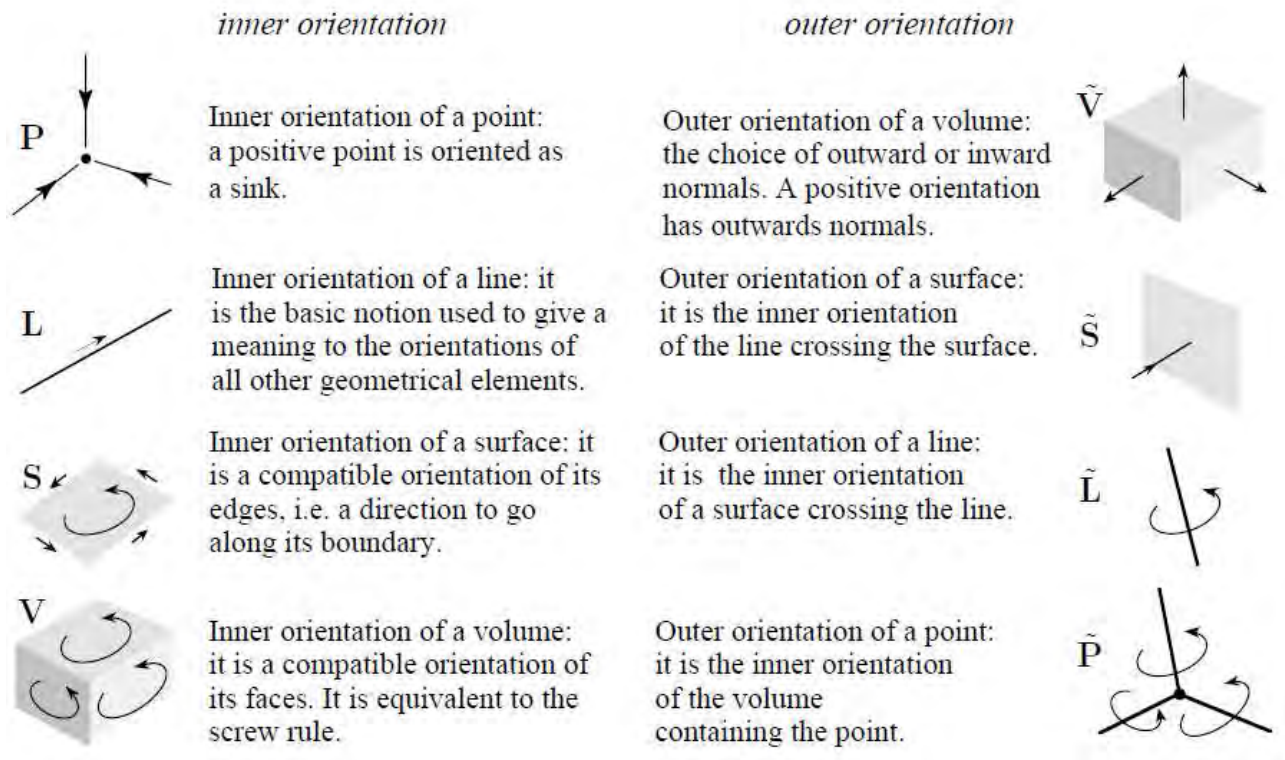 inner orientation
outer orientation
P
Inner orientation of a point:
a positive point is oriented as
a sink.
Outer orientation of a volume:
the choice of outward or inward
normals. A positive orientation
has outwards normals.
Ṽ
L
Inner orientation of a line: it
is the basic notion used to give a
meaning to the orientations of
all other geometrical elements.
Outer orientation of a surface:
it is the inner orientation
of the line crossing the surface.
S̃
S
Inner orientation of a surface: it
is a compatible orientation of its
edges, i.e. a direction to go
along its boundary.
Outer orientation of a line:
it is the inner orientation
of a surface crossing the line.
L̃
V
Inner orientation of a volume:
it is a compatible orientation of
its faces. It is equivalent to the
screw rule.
Outer orientation of a point:
it is the inner orientation
of the volume
containing the point.
P̃